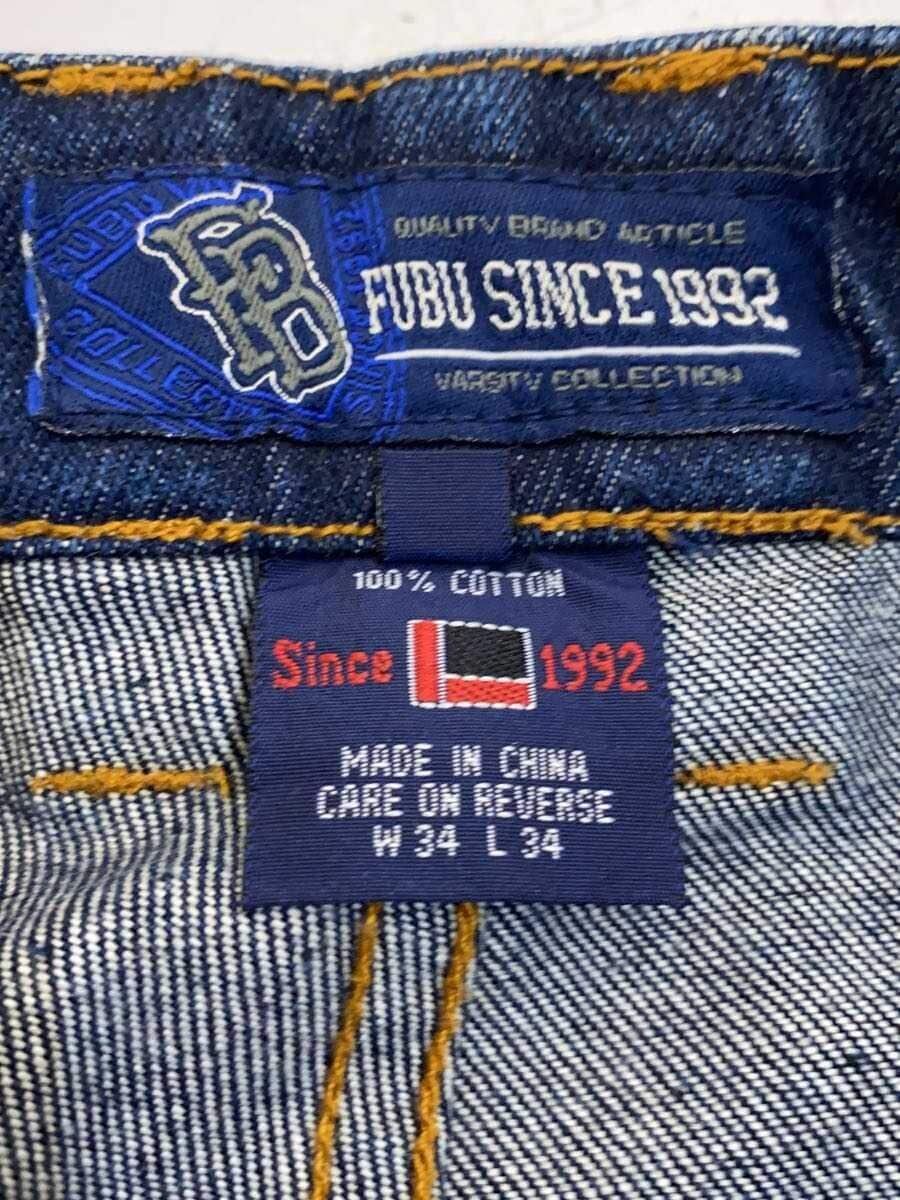 QUALITY BRAND ARTICLE
FUBU SINCE 1992
VARSITY COLLECTION
100% COTTON
Since 1992
MADE IN CHINA
CARE ON REVERSE
W 34 L 34